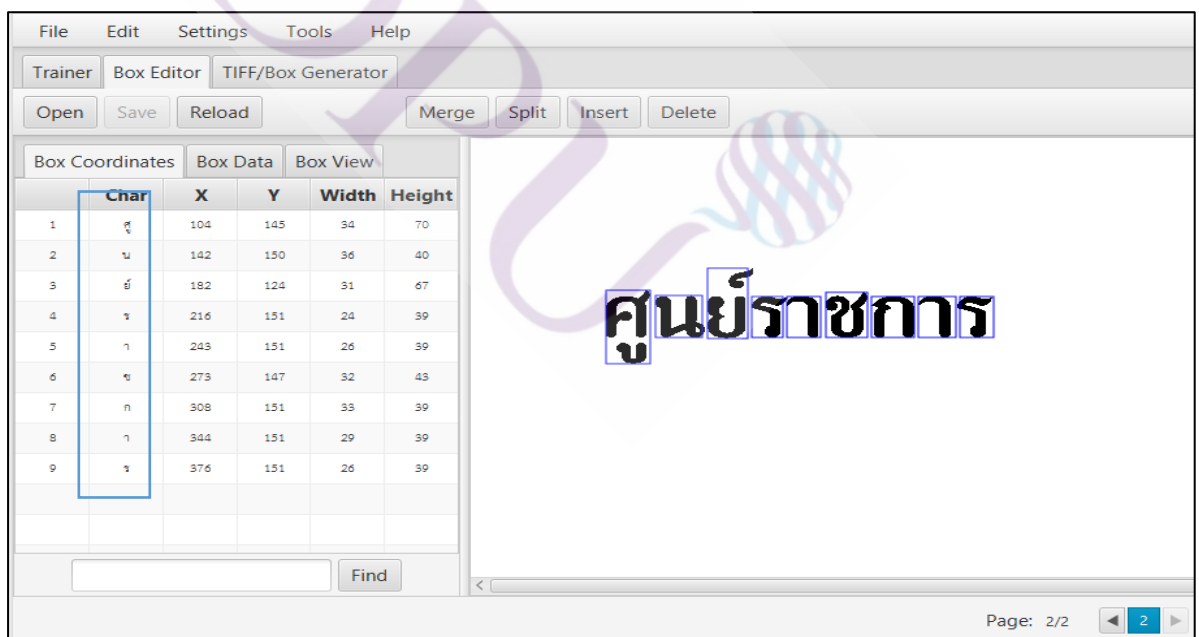 File Edit Settings Tools Help
Trainer Box Editor TIFF/Box Generator
Open Save Reload Merge Split Insert Delete
Box Coordinates Box Data Box View
Char X Y Width Height
1 ศู 104 145 34 70
2 น 142 150 36 40
3 ย์ 182 124 31 67
4 ร 216 151 24 39
5 า 243 151 26 39
6 ช 273 147 32 43
7 ก 308 151 33 39
8 า 344 151 29 39
9 ร 376 151 26 39
ศูนย์ราชการ
Find
Page: 2/2 2